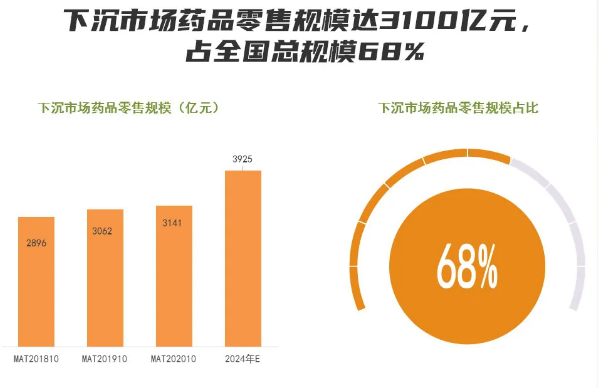 下沉市场药品零售规模达3100亿元，
占全国总规模68%
下沉市场药品零售规模（亿元）
下沉市场药品零售规模占比
3925
2896
3062
3141
68%
MAT201810
MAT201910
MAT202010
2024年E